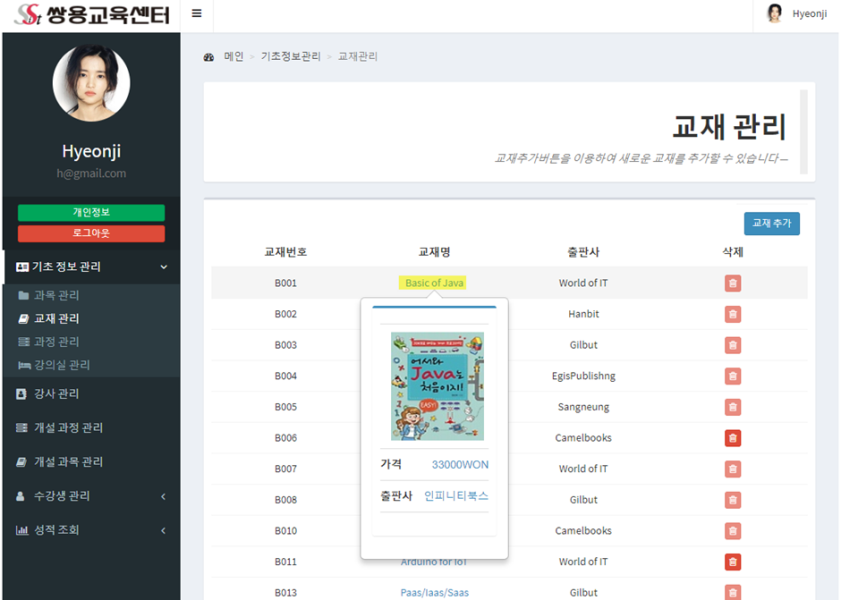 SSt 쌍용교육센터
Hyeonji
메인 > 기초정보관리 > 교재관리
Hyeonji
h@gmail.com
개인정보
로그아웃
기초 정보 관리
과목 관리
교재 관리
과정 관리
강의실 관리
강사 관리
개설 과정 관리
개설 과목 관리
수강생 관리
성적 조회
교재 관리
교재추가버튼을 이용하여 새로운 교재를 추가할 수 있습니다—
교재 추가
교재번호 교재명 출판사 삭제
B001 Basic of Java World of IT
B002 Hanbit
B003 Gilbut
B004 EgisPublishng
B005 Sangneung
B006 Camelbooks
B007 World of IT
B008 Gilbut
B010 Camelbooks
B011 Arduino for IoT World of IT
B013 Paas/Iaas/Saas Gilbut
어서와
Java는
처음이지!
EASY!
가격 33000WON
출판사 인피니티북스